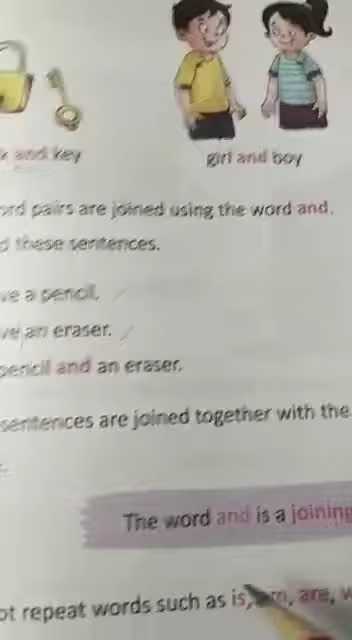 and key
girl and boy
pairs are joined using the word and.
these sentences.
a pencil.
an eraser.
pencil and an eraser.
sentences are joined together with the
The word and is a joining
repeat words such as is, am, are,